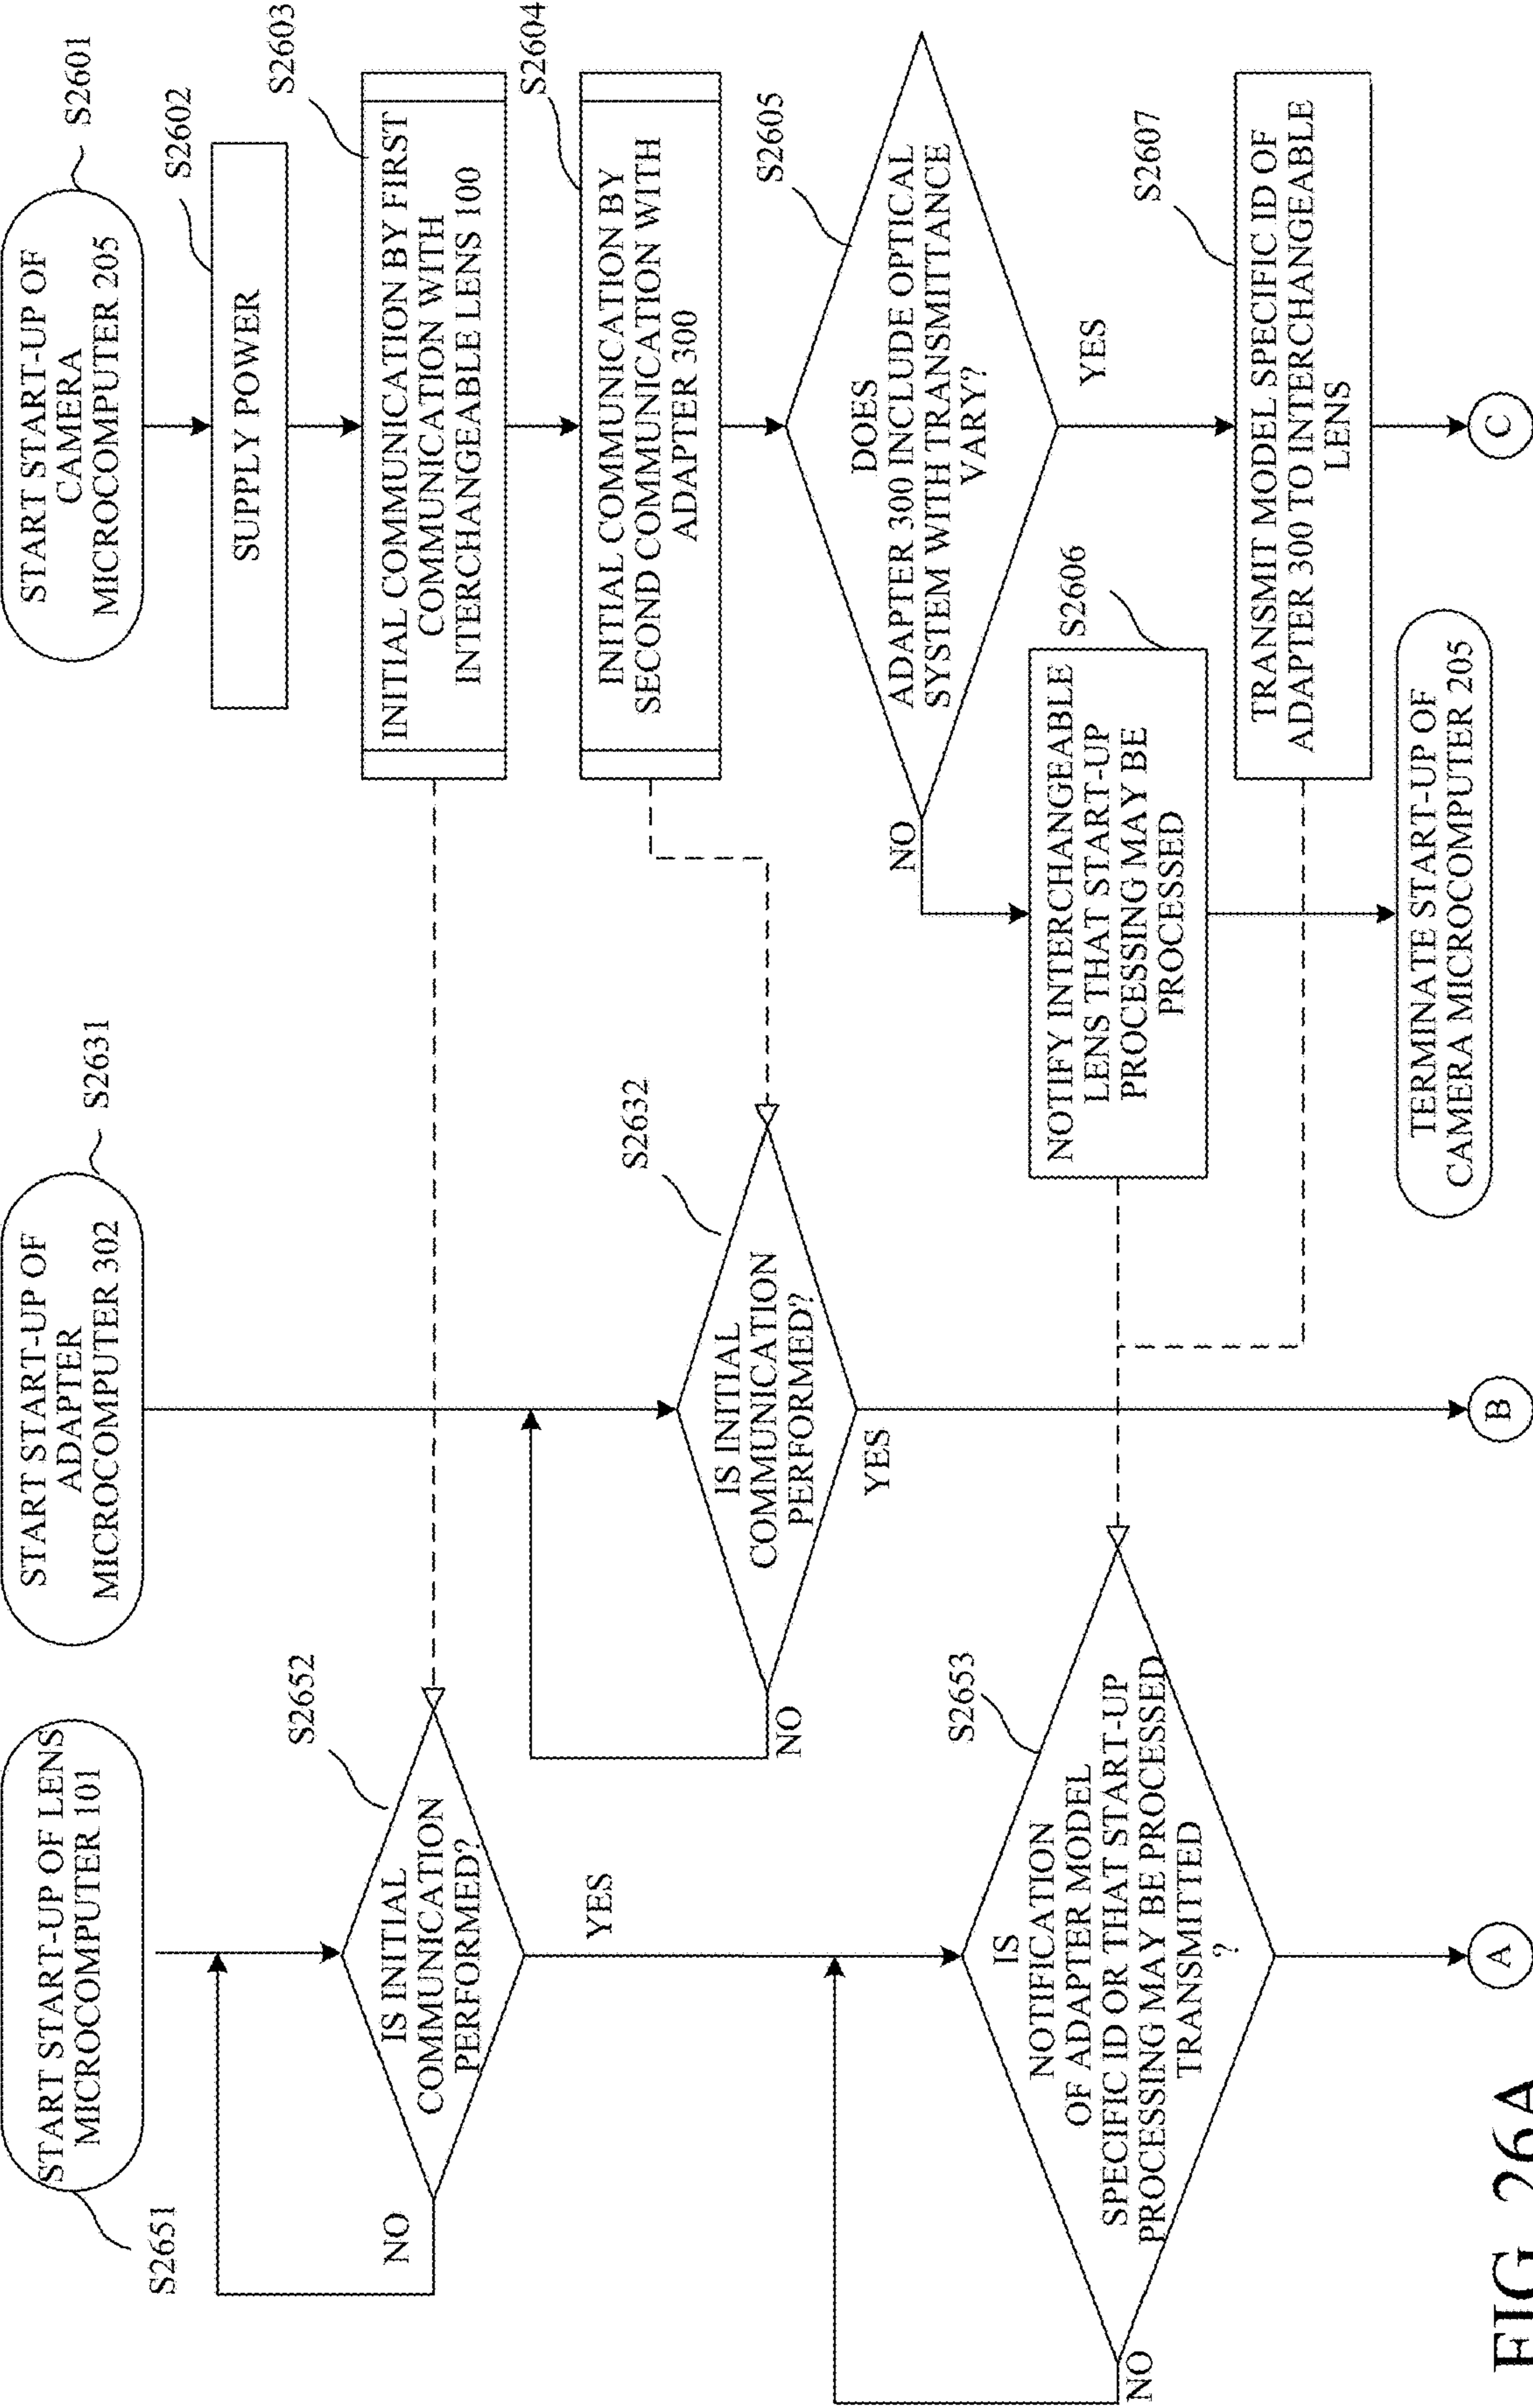 START START-UP OF LENS
MICROCOMPUTER 101
S2651
IS INITIAL
COMMUNICATION
PERFORMED?
S2652
NO
YES
IS
NOTIFICATION
OF ADAPTER MODEL
SPECIFIC ID OR THAT START-UP
PROCESSING MAY BE PROCESSED
TRANSMITTED
?
S2653
NO
A
START START-UP OF
ADAPTER
MICROCOMPUTER 302
S2631
IS INITIAL
COMMUNICATION
PERFORMED?
S2632
NO
YES
B
START START-UP OF
CAMERA
MICROCOMPUTER 205
S2601
SUPPLY POWER
S2602
INITIAL COMMUNICATION BY FIRST
COMMUNICATION WITH
INTERCHANGEABLE LENS 100
S2603
INITIAL COMMUNICATION BY
SECOND COMMUNICATION WITH
ADAPTER 300
S2604
DOES
ADAPTER 300 INCLUDE OPTICAL
SYSTEM WITH TRANSMITTANCE
VARY?
S2605
NO
YES
NOTIFY INTERCHANGEABLE
LENS THAT START-UP
PROCESSING MAY BE
PROCESSED
S2606
TRANSMIT MODEL SPECIFIC ID OF
ADAPTER 300 TO INTERCHANGEABLE
LENS
S2607
TERMINATE START-UP OF
CAMERA MICROCOMPUTER 205
C
FIG. 26A